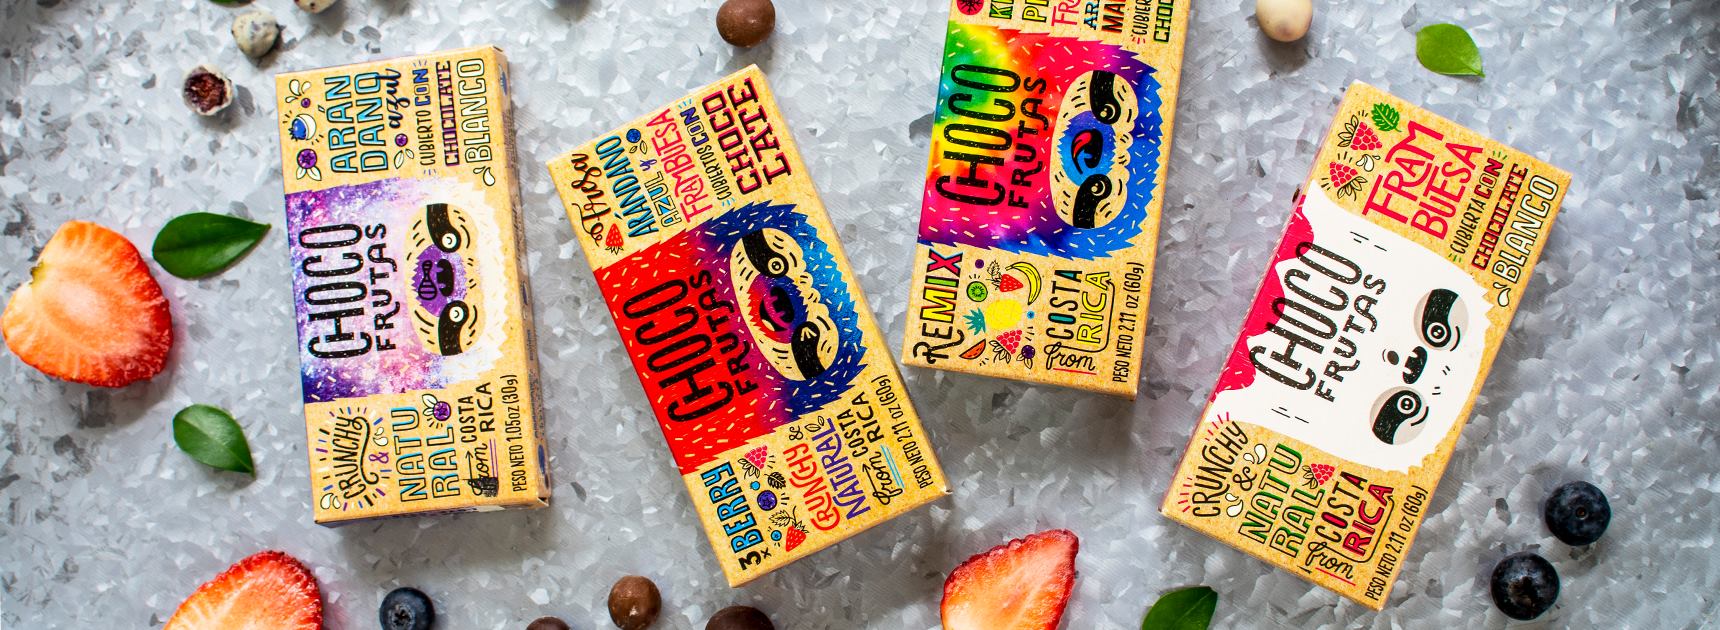 ARAN
DANO
azul
CUBIERTO CON
CHOCOLATE
BLANCO
CHOCO
FRUTAS
CRUNCHY
&
NATU
RAL
from
COSTA
RICA
PESO NETO 1.05oz (30g)
Fresa
ARÁNDANO
AZUL y
FRAMBUESA
CUBIERTOS CON
CHOCO
LATE
CHOCO
FRUTAS
3x BERRY
CRUNCHY &
NATURAL
from
COSTA
RICA
PESO NETO 2.11 OZ (60g)
CHOCO
FRUTAS
REMIX
from
COSTA
RICA
PESO NETO 2.11 OZ (60g)
FRAM
BUESA
CUBIERTA CON
CHOCOLATE
BLANCO
CHOCO
FRUTAS
CRUNCHY
&
NATU
RAL
from
COSTA
RICA
PESO NETO 2.11 OZ (60g)